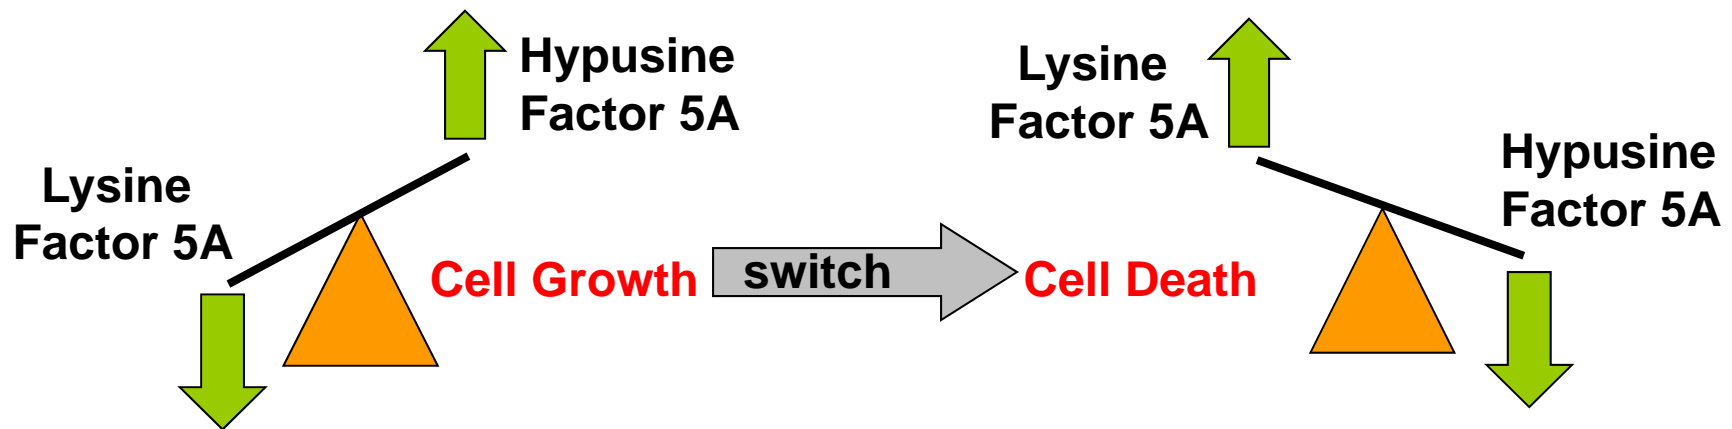 Hypusine
Factor 5A
Lysine
Factor 5A
Cell Growth
switch
Cell Death
Lysine
Factor 5A
Hypusine
Factor 5A